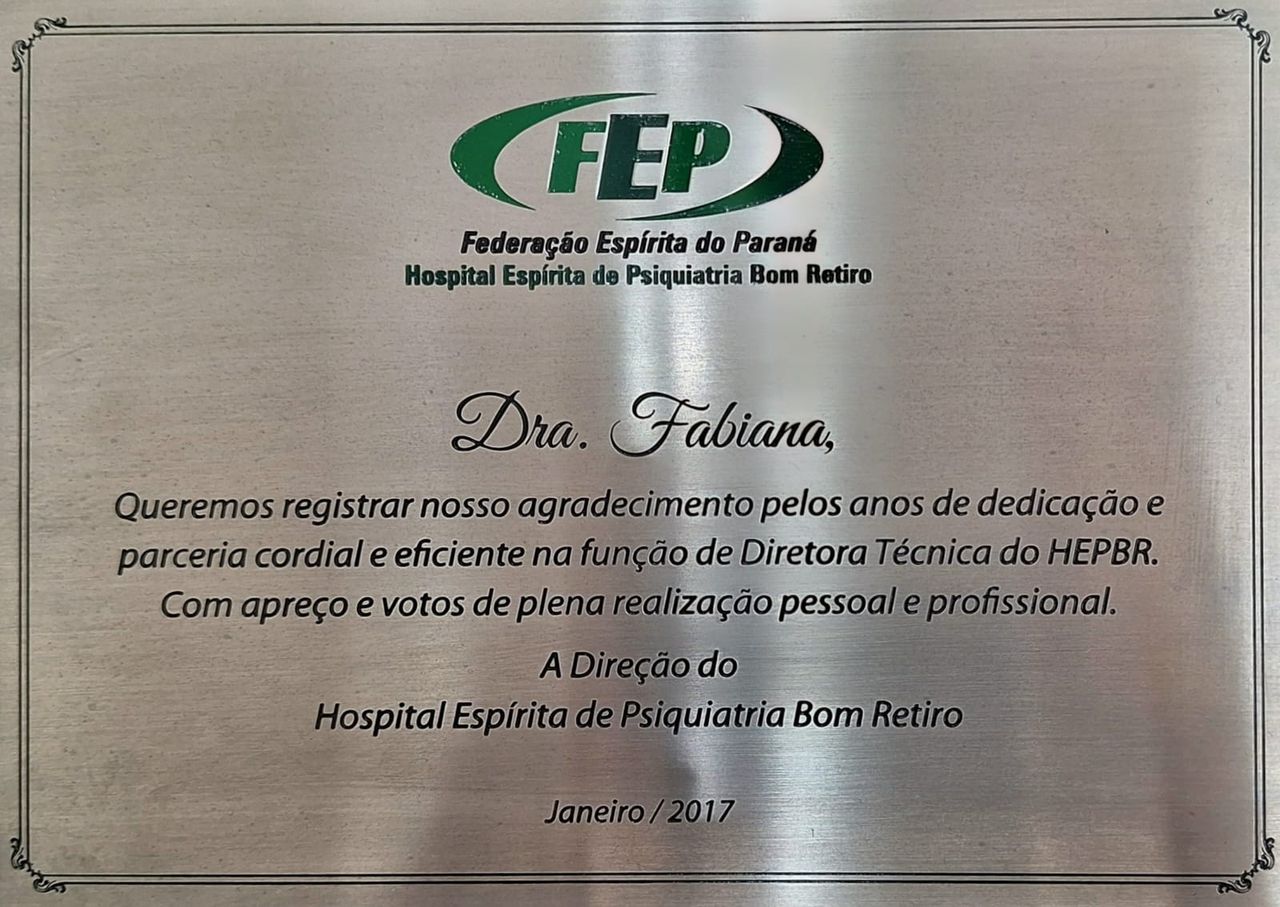 FEP
Federação Espírita do Paraná
Hospital Espírita de Psiquiatria Bom Retiro
Dra. Fabiana,
Queremos registrar nosso agradecimento pelos anos de dedicação e
parceria cordial e eficiente na função de Diretora Técnica do HEPBR.
Com apreço e votos de plena realização pessoal e profissional.
A Direção do
Hospital Espírita de Psiquiatria Bom Retiro
Janeiro / 2017